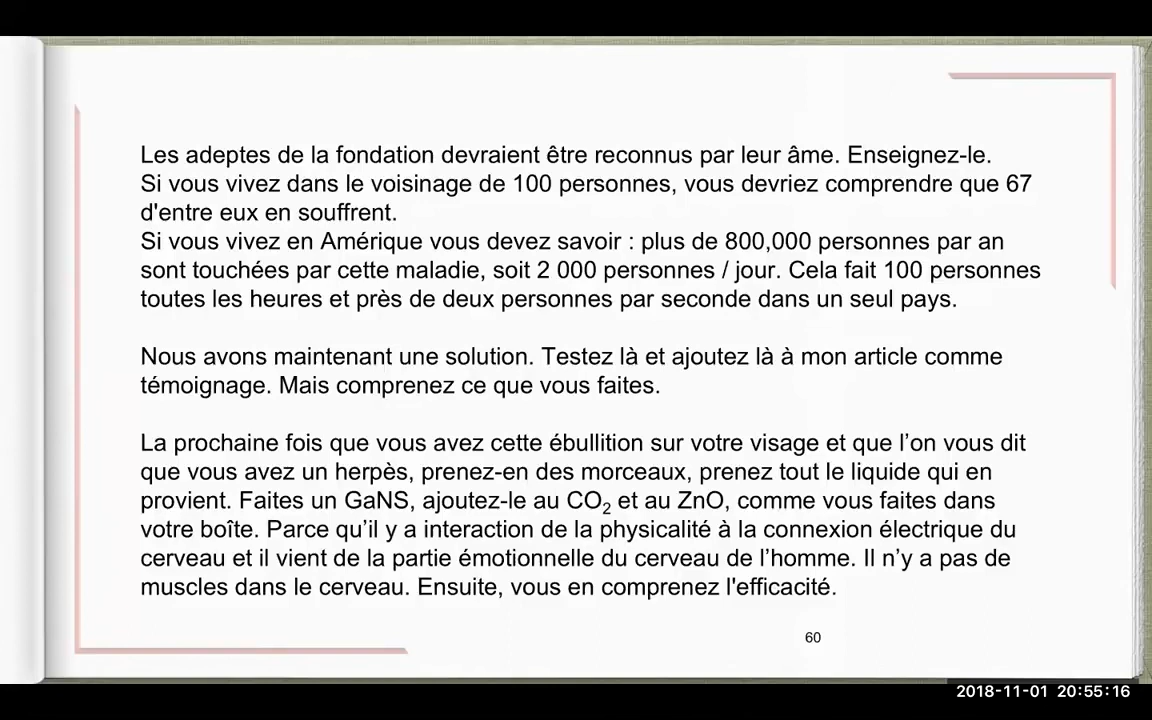 Les adeptes de la fondation devraient être reconnus par leur âme. Enseignez-le.
Si vous vivez dans le voisinage de 100 personnes, vous devriez comprendre que 67
d'entre eux en souffrent.
Si vous vivez en Amérique vous devez savoir : plus de 800,000 personnes par an
sont touchées par cette maladie, soit 2 000 personnes / jour. Cela fait 100 personnes
toutes les heures et près de deux personnes par seconde dans un seul pays.
Nous avons maintenant une solution. Testez là et ajoutez là à mon article comme
témoignage. Mais comprenez ce que vous faites.
La prochaine fois que vous avez cette ébullition sur votre visage et que l’on vous dit
que vous avez un herpès, prenez-en des morceaux, prenez tout le liquide qui en
provient. Faites un GaNS, ajoutez-le au CO₂ et au ZnO, comme vous faites dans
votre boîte. Parce qu’il y a interaction de la physicalité à la connexion électrique du
cerveau et il vient de la partie émotionnelle du cerveau de l’homme. Il n’y a pas de
muscles dans le cerveau. Ensuite, vous en comprenez l'efficacité.
60
2018-11-01 20:55:16